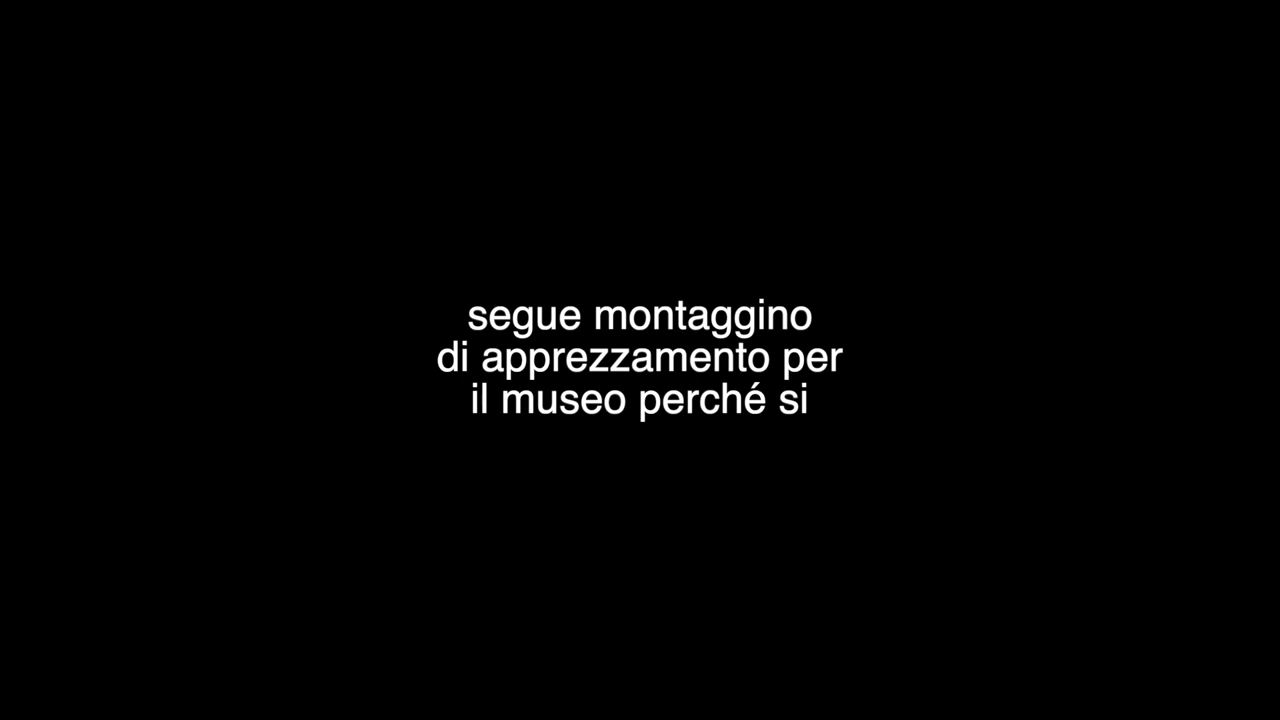 segue montaggino
di apprezzamento per
il museo perché si